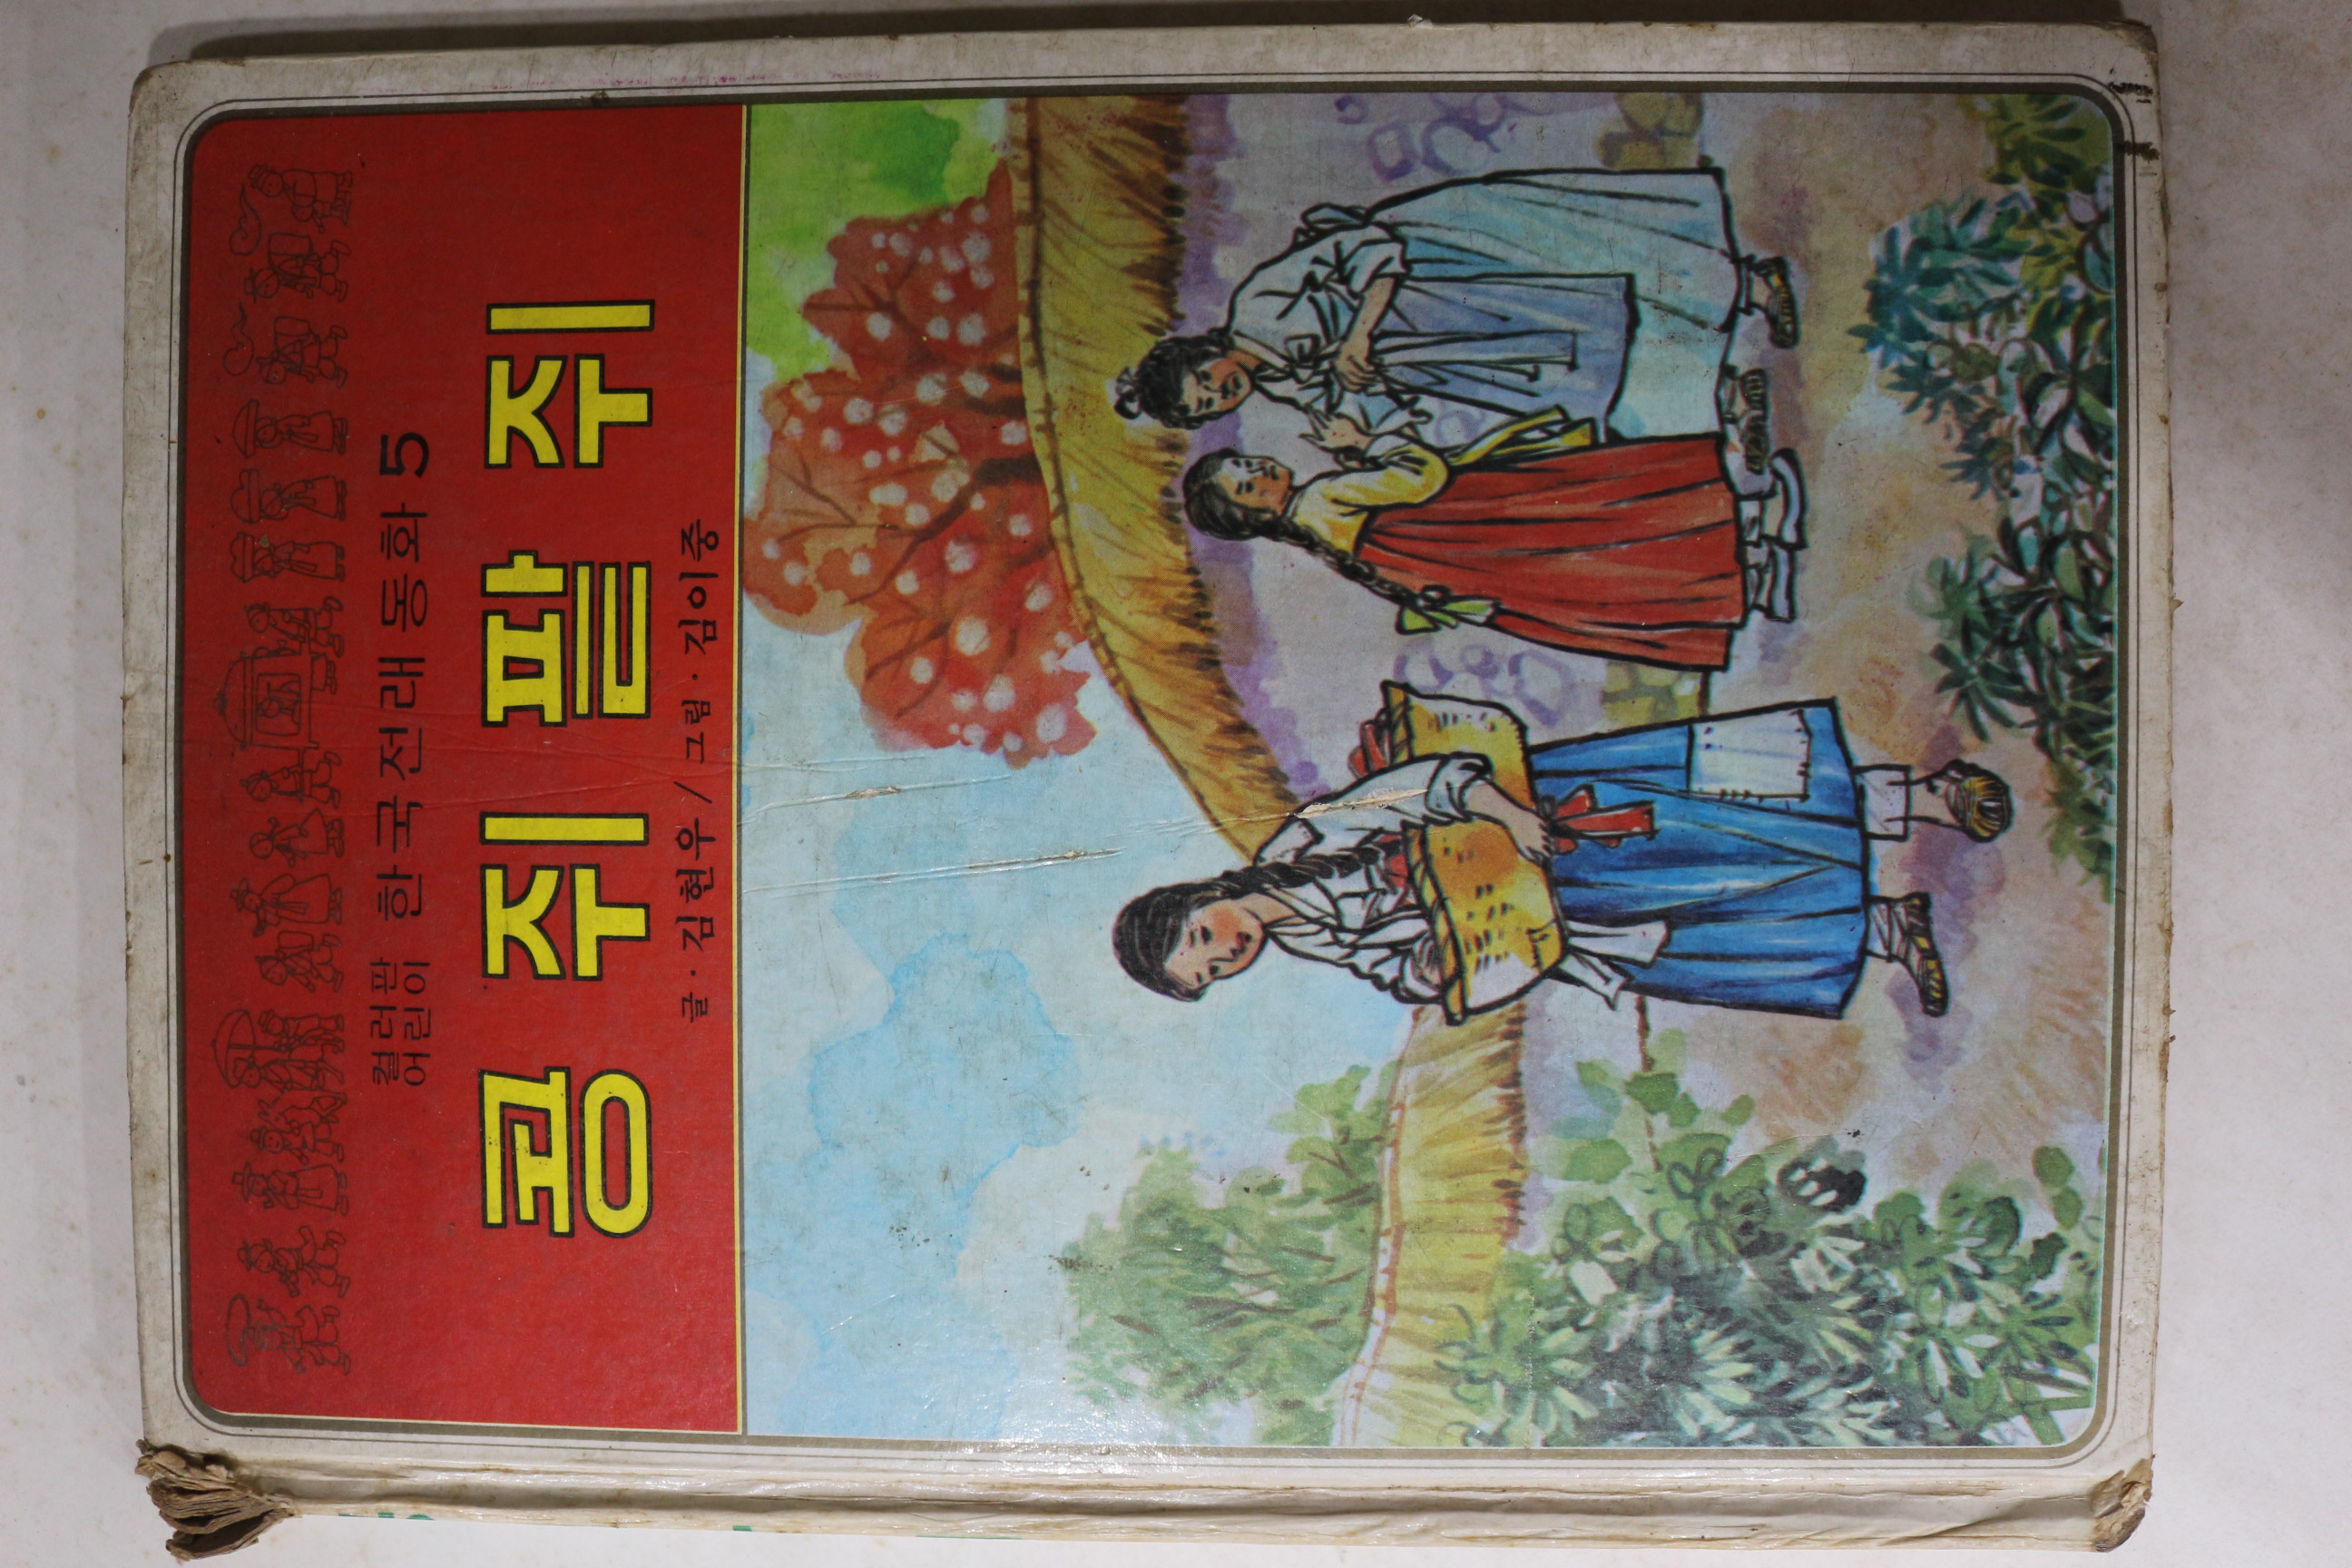 컬러판
어린이
한국전래동화 5
콩쥐팥쥐
글·김현우/그림·김이중